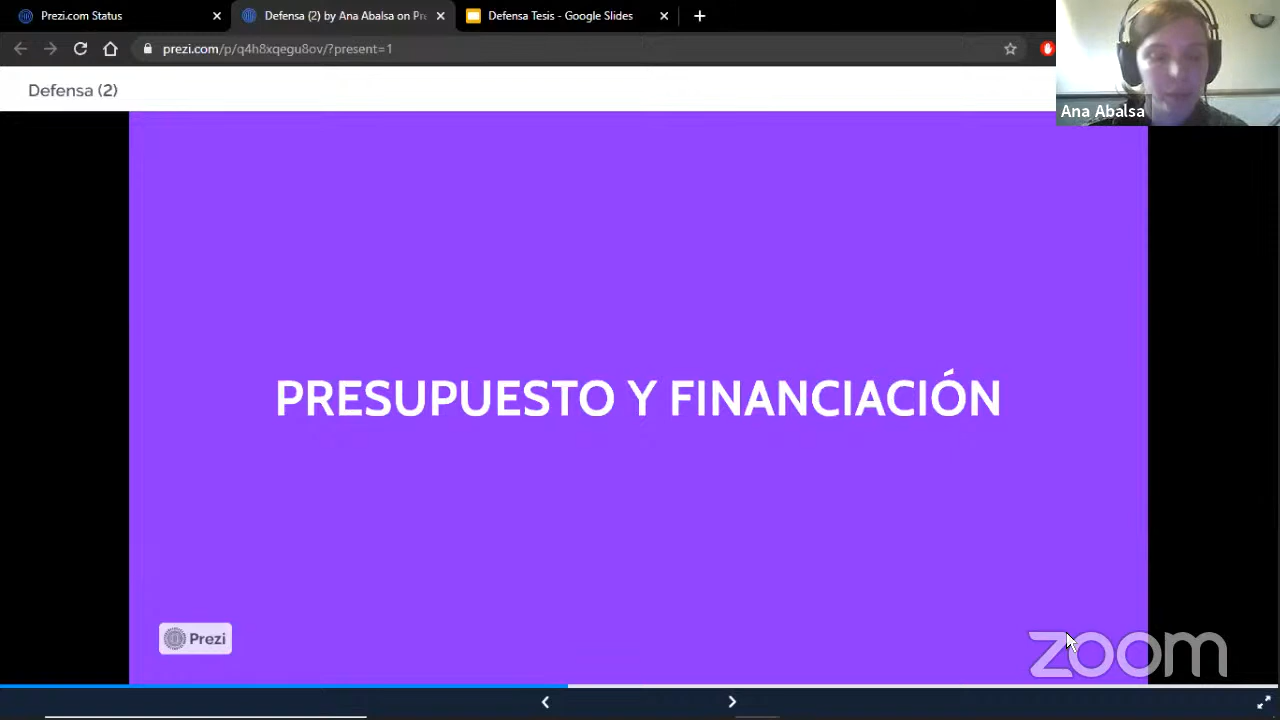 Prezi.com Status
Defensa (2) by Ana Abalsa on Pre
Defensa Tesis - Google Slides
prezi.com/p/q4h8xqegu8ov/?present=1
Defensa (2)
Ana Abalsa
PRESUPUESTO Y FINANCIACIÓN
Prezi
zoom